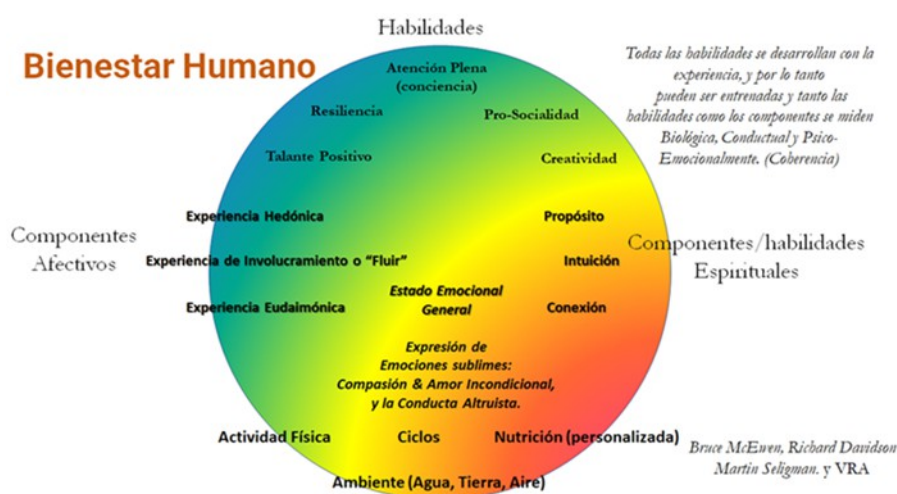 Bienestar Humano
Habilidades
Atención Plena
(conciencia)
Resiliencia
Pro-Socialidad
Talante Positivo
Creatividad
Todas las habilidades se desarrollan con la
experiencia, y por lo tanto
pueden ser entrenadas y tanto las
habilidades como los componentes se miden
Biológica, Conductual y Psico-
Emocionalmente. (Coherencia)
Componentes
Afectivos
Experiencia Hedónica
Experiencia de Involucramiento o “Fluir”
Experiencia Eudaimónica
Propósito
Intuición
Conexión
Componentes/habilidades
Espirituales
Estado Emocional
General
Expresión de
Emociones sublimes:
Compasión & Amor Incondicional,
y la Conducta Altruista.
Actividad Física
Ciclos
Nutrición (personalizada)
Ambiente (Agua, Tierra, Aire)
Bruce McEwen, Richard Davidson
Martin Seligman. y VRA